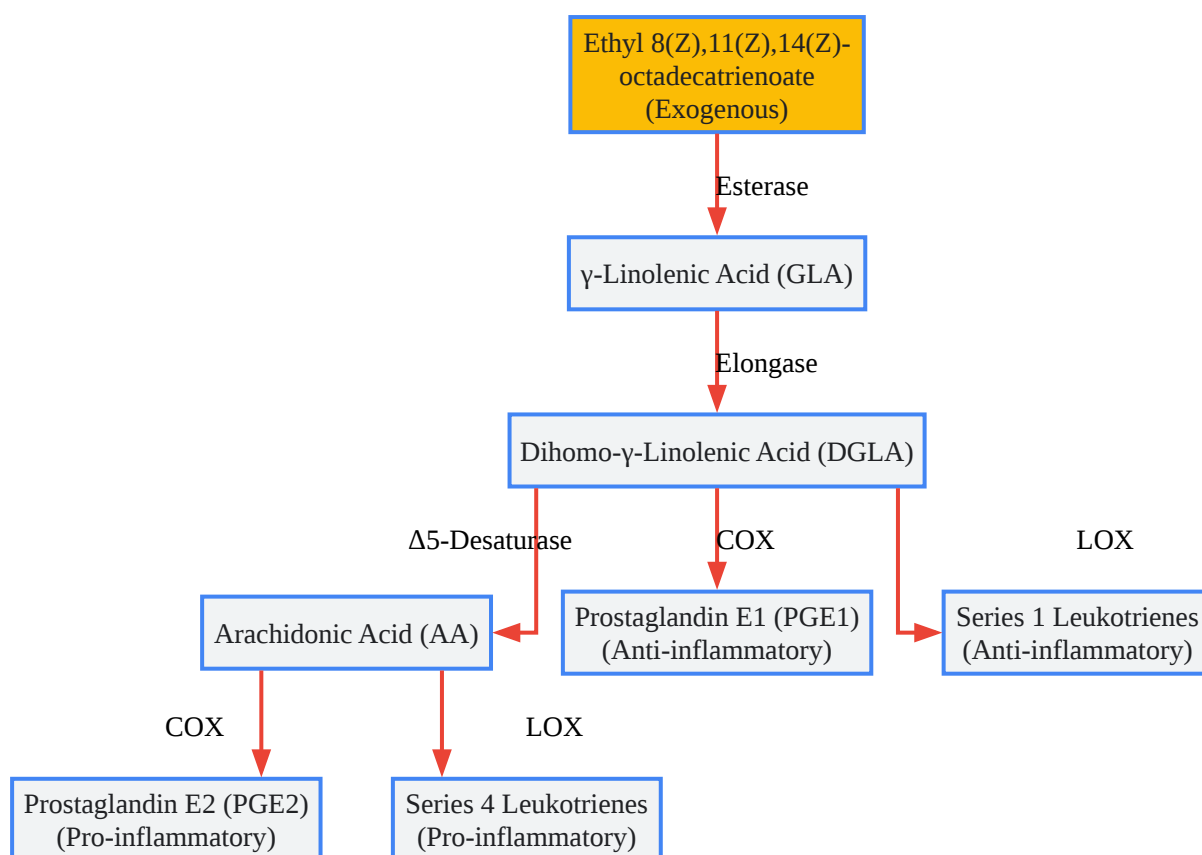 Ethyl 8(Z),11(Z),14(Z)-
octadecatrienoate
(Exogenous)
Esterase
γ-Linolenic Acid (GLA)
Elongase
Dihomo-γ-Linolenic Acid (DGLA)
Δ5-Desaturase
COX
LOX
Arachidonic Acid (AA)
Prostaglandin E1 (PGE1)
(Anti-inflammatory)
Series 1 Leukotrienes
(Anti-inflammatory)
COX
LOX
Prostaglandin E2 (PGE2)
(Pro-inflammatory)
Series 4 Leukotrienes
(Pro-inflammatory)